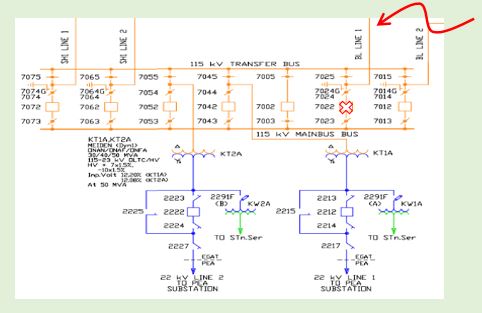 SHI LINE 1
SHI LINE 2
BL LINE 1
BL LINE 2
115 kV TRANSFER BUS
7075 7065 7055 7045 7005 7025 7015
7074G 7064G 7024G 7014G
7074 7064 7054 7044 7024 7014
7072 7062 7052 7042 7002 7022 7012
7073 7063 7053 7043 7003 7023 7013
115 kV MAINBUS BUS
KT1A,KT2A
MEIDEN (Dyn1)
ONAN/ONAF/ONFA
30/40/50 MVA
115-23 kV OLTC/HV
HV + 7x1.5%
-10x1.5%
Imp.Volt 12.20% (KT1A)
12.08% (KT2A)
At 50 MVA
KT2A
KT1A
2223 2291F
(B) KW2A
2225 2222
2224
TO STn.Ser
2227
EGAT
PEA
22 kV LINE 2
TO PEA
SUBSTATION
2213 2291F
(A) KW1A
2215 2212
2214
TO STn.Ser
2217
EGAT
PEA
22 kV LINE 1
TO PEA
SUBSTATION